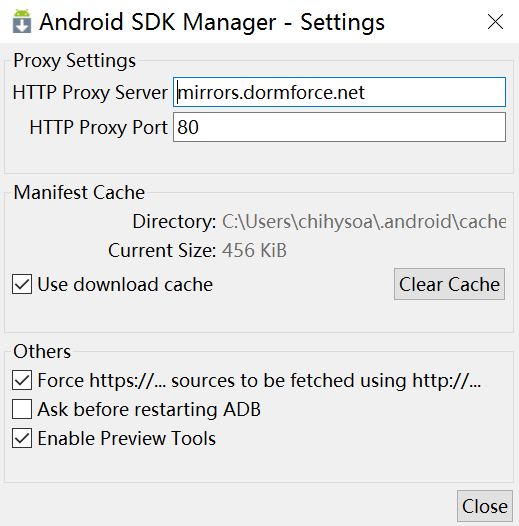 Android SDK Manager - Settings
Proxy Settings
HTTP Proxy Server mirrors.dormforce.net
HTTP Proxy Port 80
Manifest Cache
Directory: C:\Users\chihysoa\.android\cache
Current Size: 456 KiB
Use download cache Clear Cache
Others
Force https://... sources to be fetched using http://...
Ask before restarting ADB
Enable Preview Tools
Close